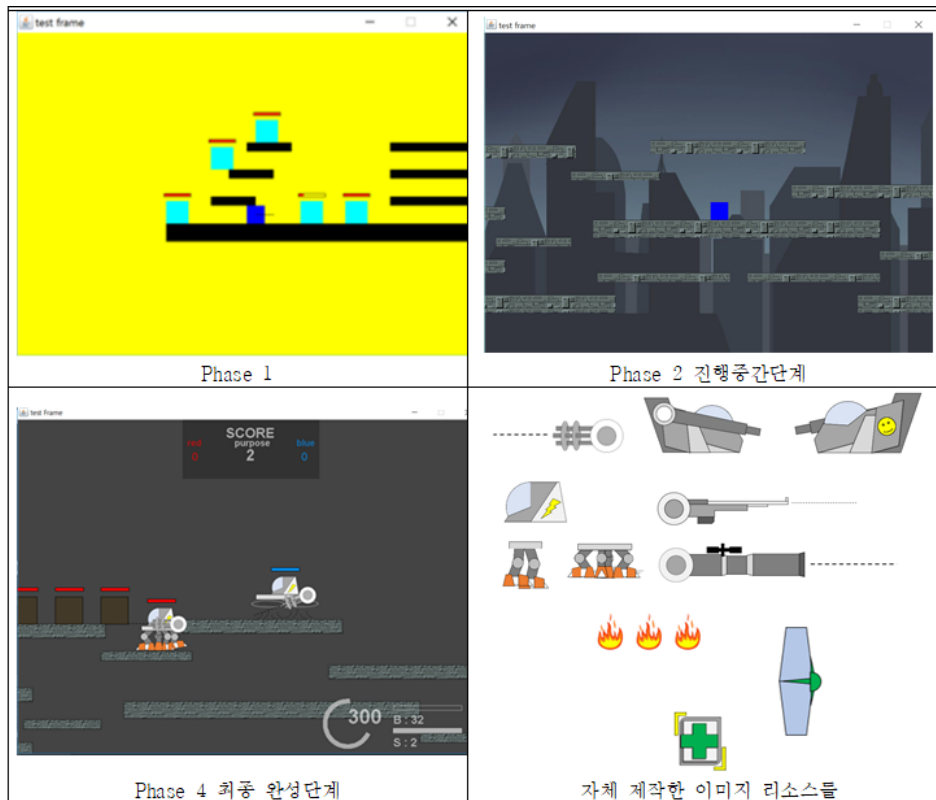 test frame
test frame
Phase 1
Phase 2 진행중간단계
test Frame
SCORE
red purpose blue
0 2 0
300
B : 32
S : 2
Phase 4 최종 완성단계
자체 제작한 이미지 리소스들